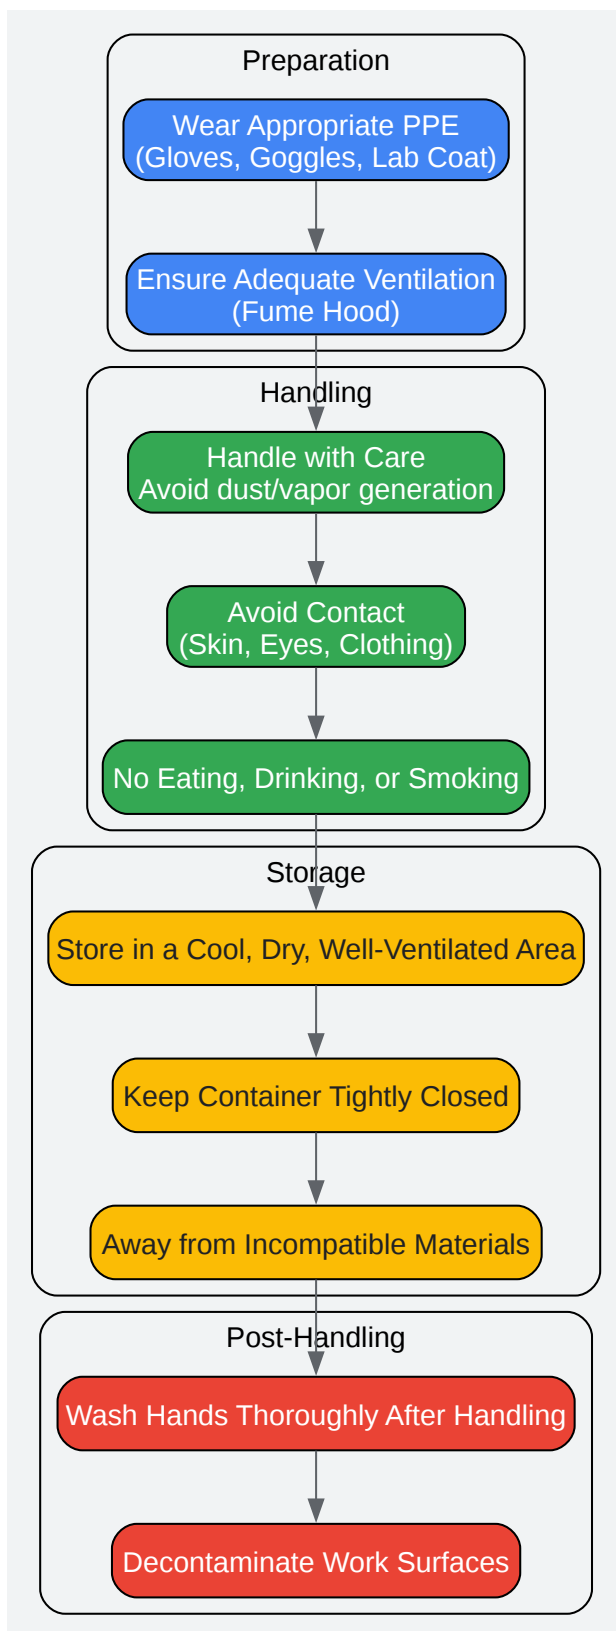 Preparation
Wear Appropriate PPE
(Gloves, Goggles, Lab Coat)
Ensure Adequate Ventilation
(Fume Hood)
Handling
Handle with Care
Avoid dust/vapor generation
Avoid Contact
(Skin, Eyes, Clothing)
No Eating, Drinking, or Smoking
Storage
Store in a Cool, Dry, Well-Ventilated Area
Keep Container Tightly Closed
Away from Incompatible Materials
Post-Handling
Wash Hands Thoroughly After Handling
Decontaminate Work Surfaces